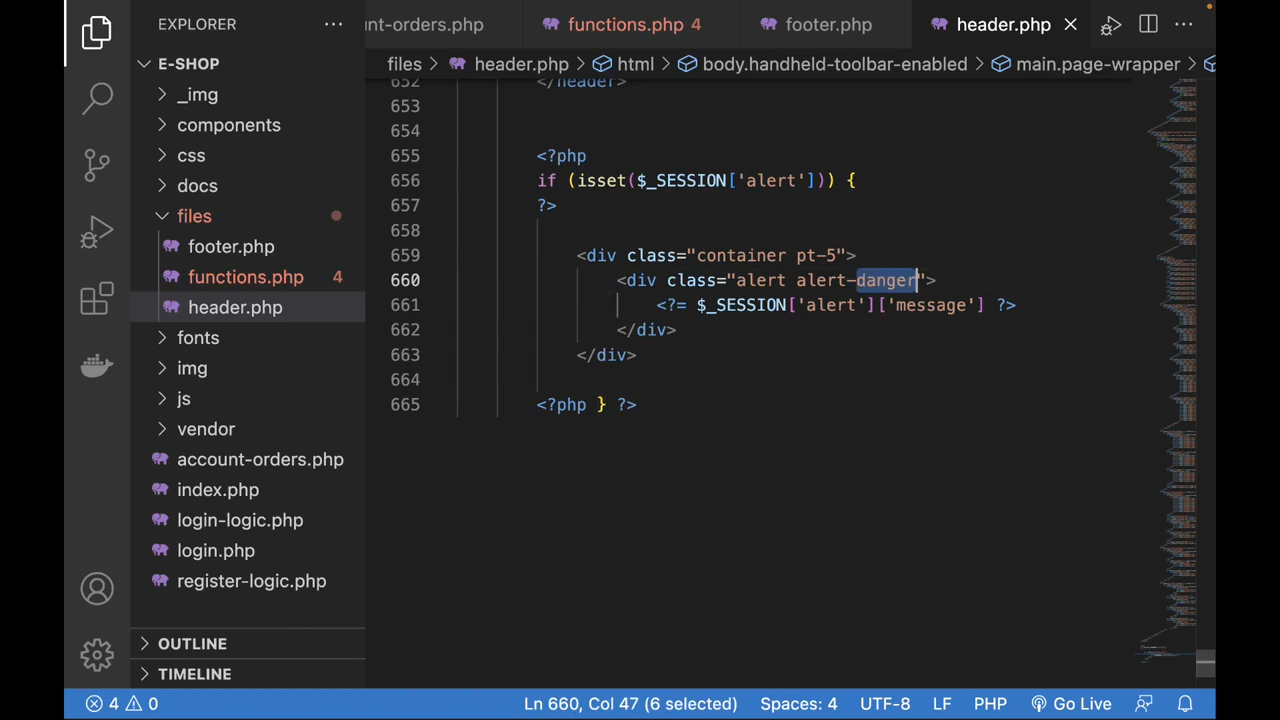 EXPLORER
E-SHOP
_img
components
css
docs
files
footer.php
functions.php 4
header.php
fonts
img
js
vendor
account-orders.php
index.php
login-logic.php
login.php
register-logic.php
OUTLINE
TIMELINE
nt-orders.php functions.php 4 footer.php header.php
files > header.php > html > body.handheld-toolbar-enabled > main.page-wrapper >
652 </header>
653
654
655 <?php
656 if (isset($_SESSION['alert'])) {
657 ?>
658
659 <div class="container pt-5">
660 <div class="alert alert-danger">
661 <?= $_SESSION['alert']['message'] ?>
662 </div>
663 </div>
664
665 <?php } ?>
4 0 Ln 660, Col 47 (6 selected) Spaces: 4 UTF-8 LF PHP Go Live